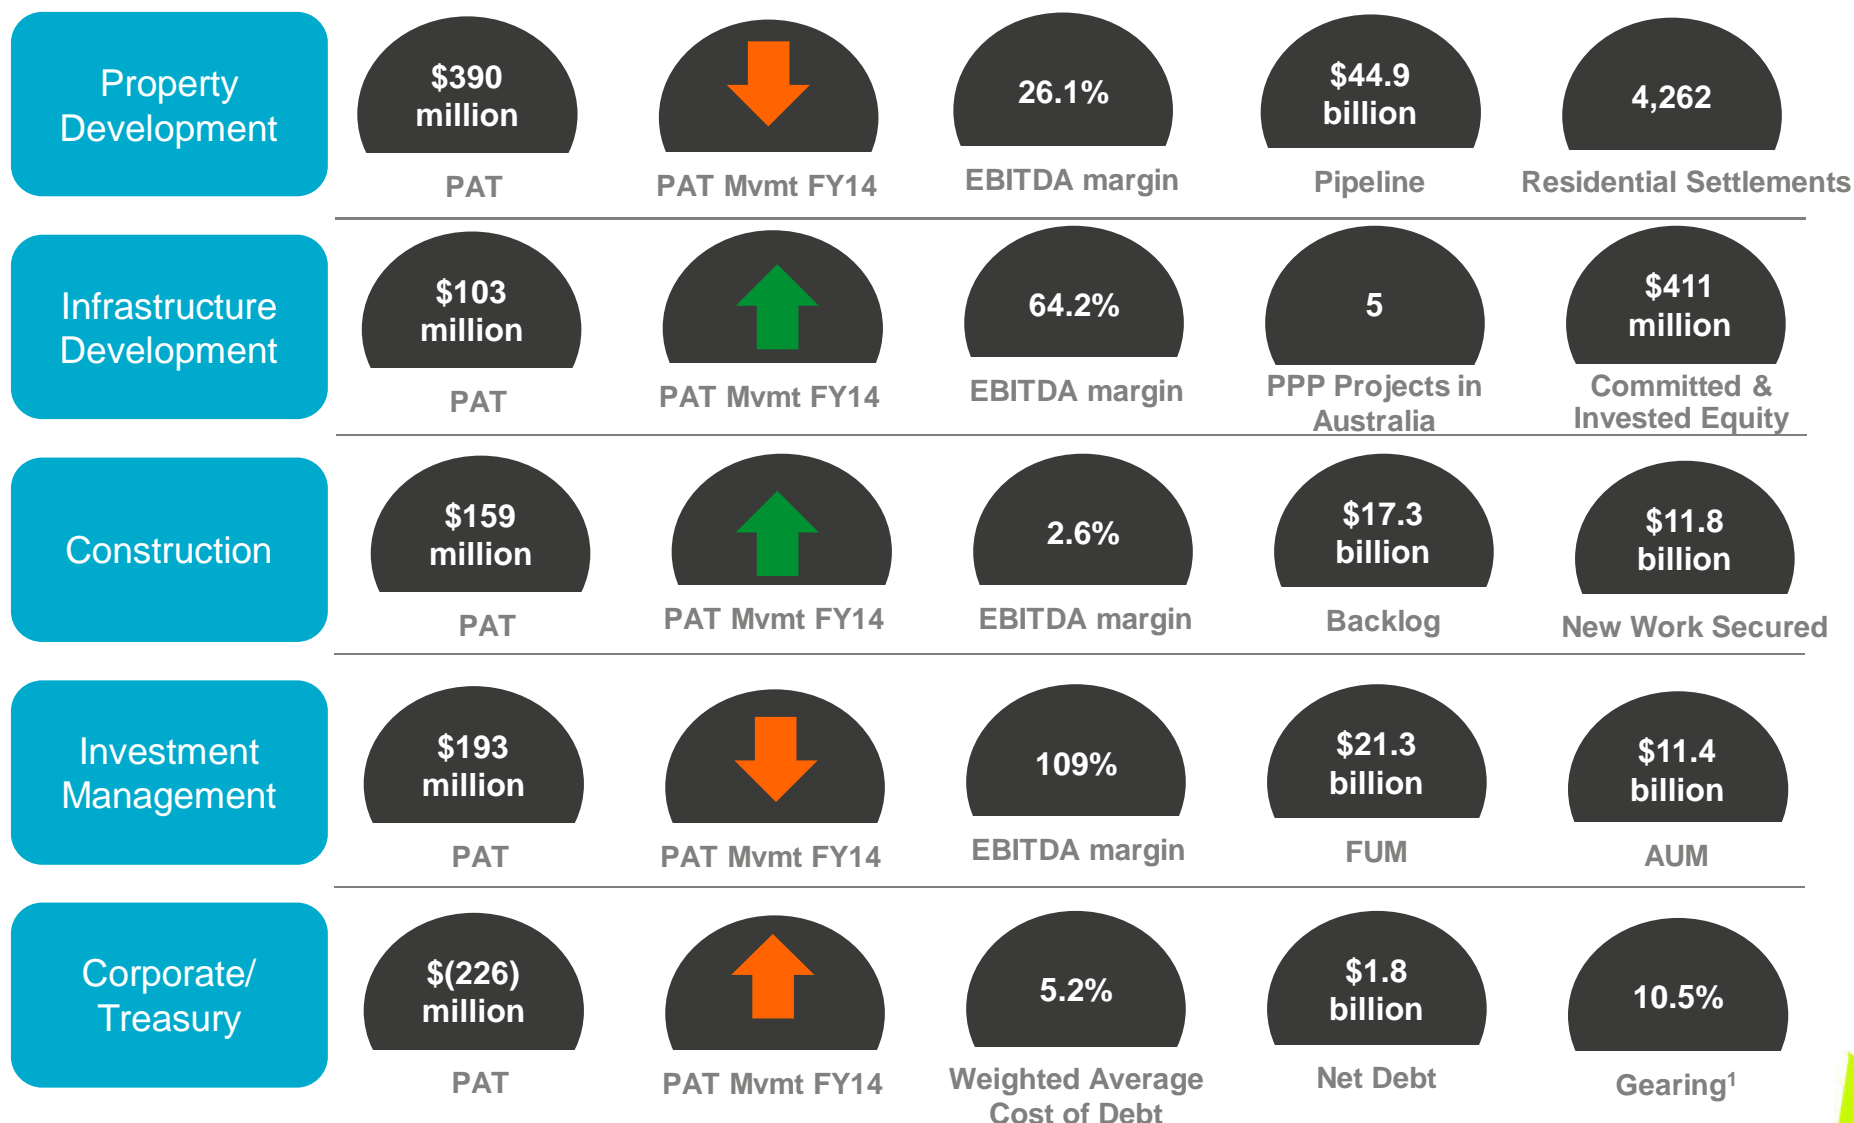 Property
Development
$390
million
PAT
PAT Mvmt FY14
26.1%
EBITDA margin
$44.9
billion
Pipeline
4,262
Residential Settlements
Infrastructure
Development
$103
million
PAT
PAT Mvmt FY14
64.2%
EBITDA margin
5
PPP Projects in
Australia
$411
million
Committed &
Invested Equity
Construction
$159
million
PAT
PAT Mvmt FY14
2.6%
EBITDA margin
$17.3
billion
Backlog
$11.8
billion
New Work Secured
Investment
Management
$193
million
PAT
PAT Mvmt FY14
109%
EBITDA margin
$21.3
billion
FUM
$11.4
billion
AUM
Corporate/
Treasury
$(226)
million
PAT
PAT Mvmt FY14
5.2%
Weighted Average
Cost of Debt
$1.8
billion
Net Debt
10.5%
Gearing¹